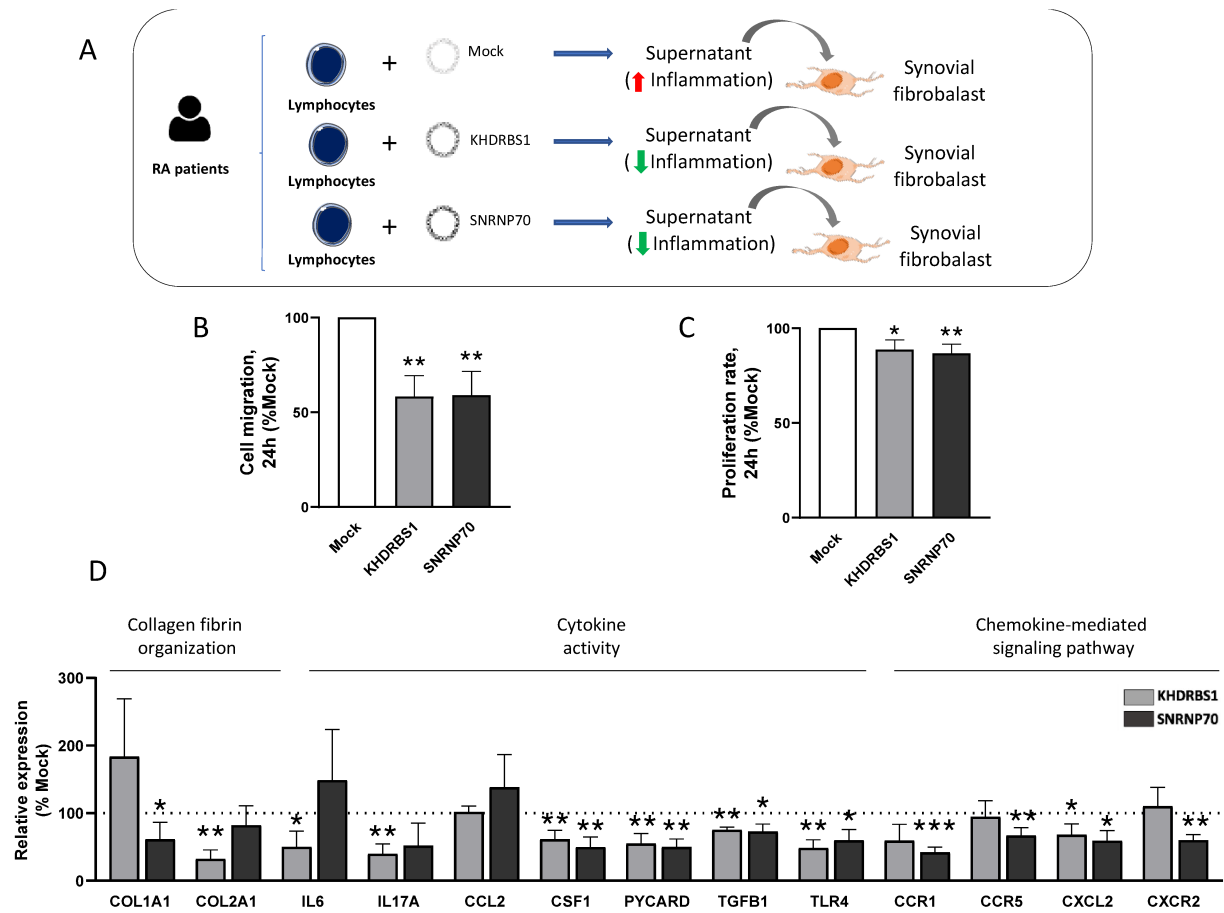 A
RA patients
Lymphocytes
+
Mock
Supernatant
( Inflammation)
Synovial
fibrobalast
Lymphocytes
+
KHDRBS1
Supernatant
( Inflammation)
Synovial
fibrobalast
Lymphocytes
+
SNRNP70
Supernatant
( Inflammation)
Synovial
fibrobalast
B
Cell migration,
24h (%Mock)
100
50
0
**
**
Mock
KHDRBS1
SNRNP70
C
Proliferation rate,
24h (%Mock)
100
50
0
*
**
Mock
KHDRBS1
SNRNP70
D
Collagen fibrin
organization
Cytokine
activity
Chemokine-mediated
signaling pathway
Relative expression
(% Mock)
300
200
100
0
KHDRBS1
SNRNP70
* ** * ** ** ** ** ** ** * ** * *** ** * * **
COL1A1 COL2A1 IL6 IL17A CCL2 CSF1 PYCARD TGFB1 TLR4 CCR1 CCR5 CXCL2 CXCR2